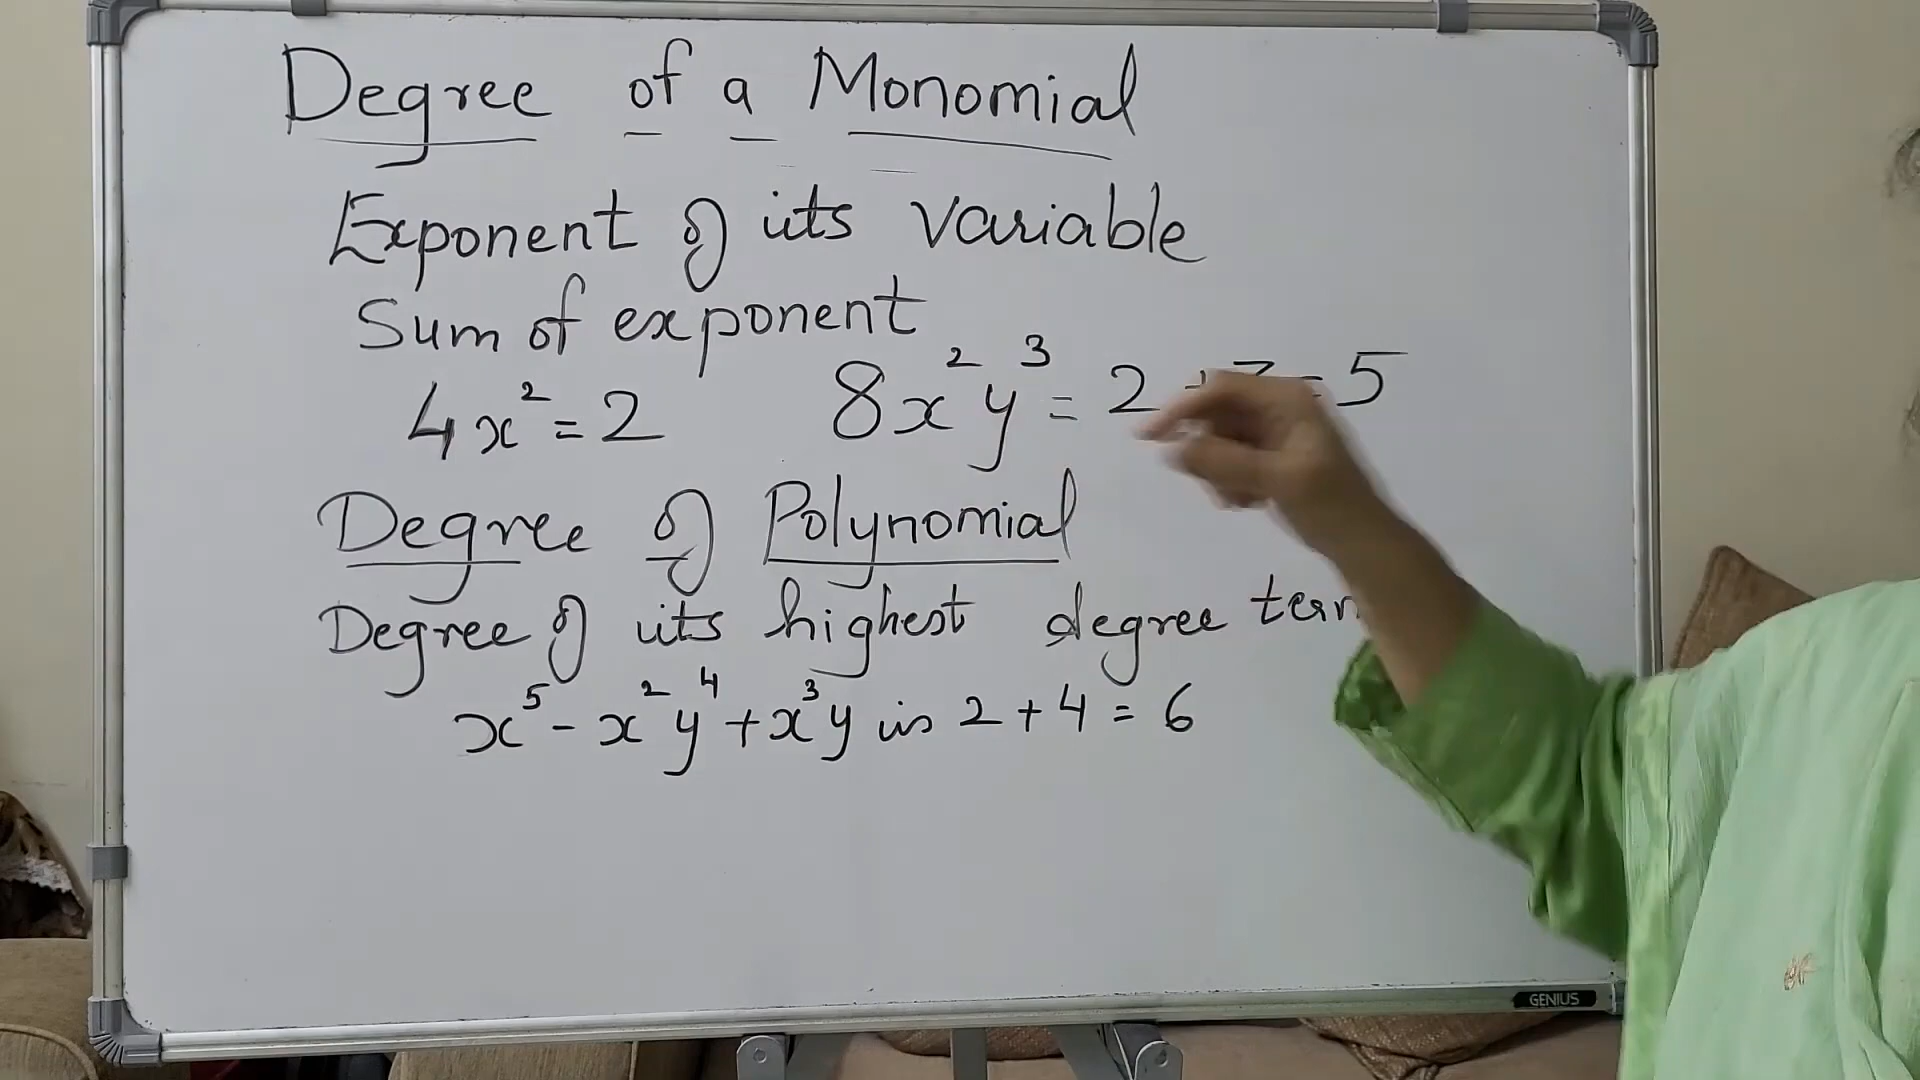 Degree of a Monomial
Exponent of its variable
Sum of exponent
4x² = 2    8x²y³ = 2 + 3 = 5
Degree of Polynomial
Degree of its highest degree
x⁵ - x²y⁴ + x³y is 2 + 4 = 6
GENIUS